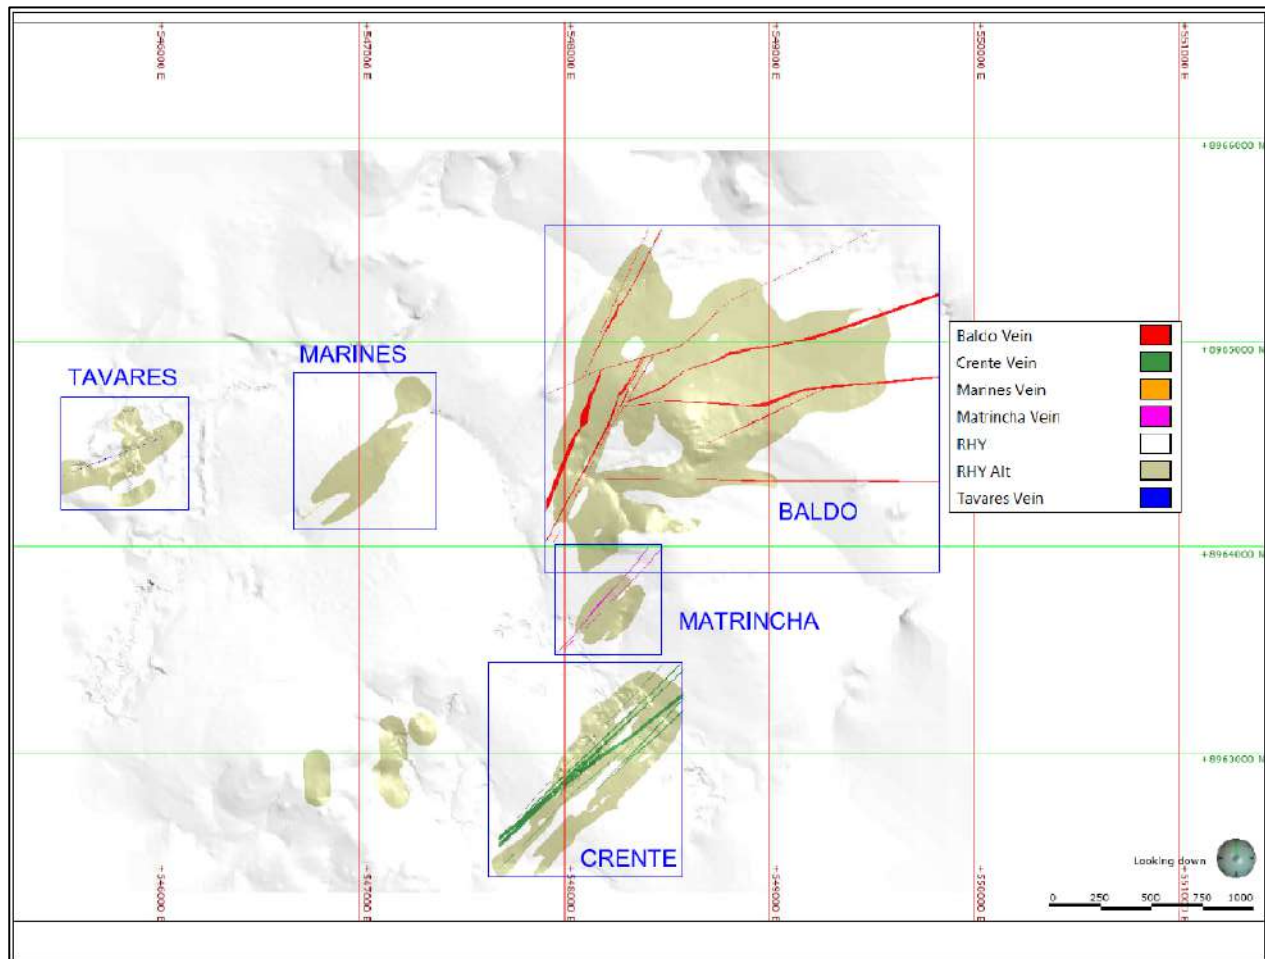 +546000 E
+547000 E
+548000 E
+549000 E
+550000 E
+551000 E
+8966000 N
+8965000 N
+8964000 N
+8963000 N
TAVARES
MARINES
BALDO
MATRINCHA
CRENTE
Baldo Vein
Crente Vein
Marines Vein
Matrincha Vein
RHY
RHY Alt
Tavares Vein
Looking down
0 250 500 750 1000
+546000 E
+547000 E
+548000 E
+549000 E
+550000 E
+551000 E